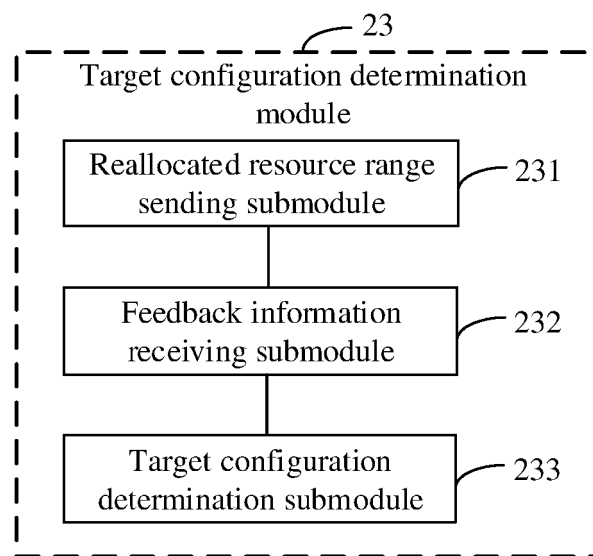 23
Target configuration determination
module
Reallocated resource range
sending submodule
231
Feedback information
receiving submodule
232
Target configuration
determination submodule
233